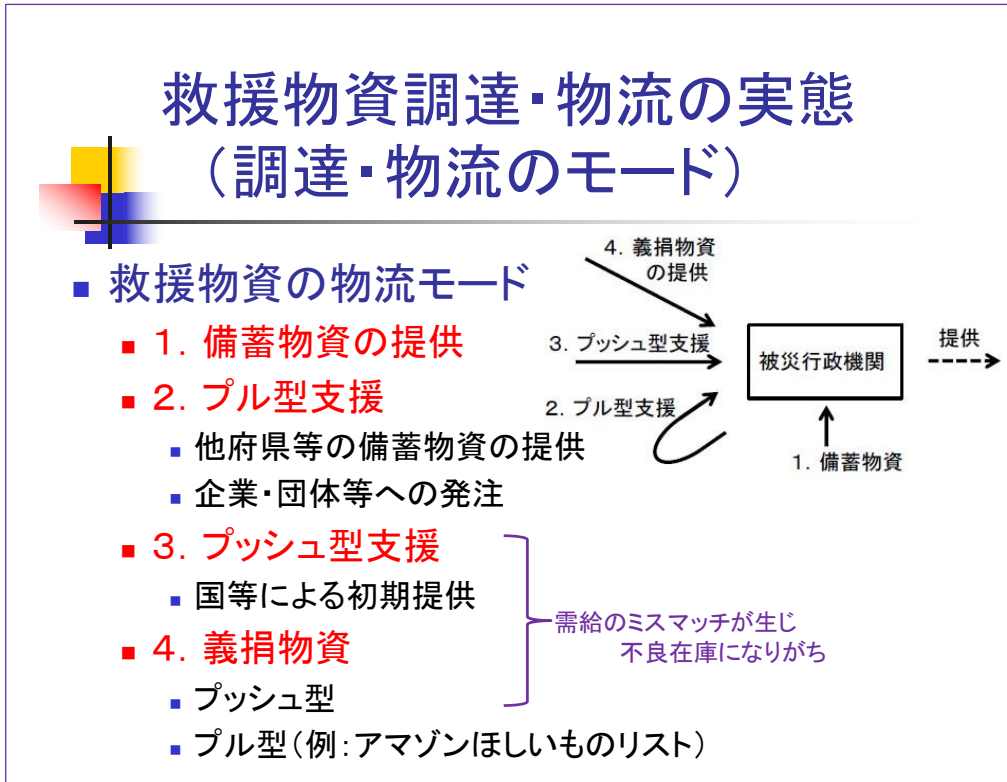 救援物資調達・物流の実態
（調達・物流のモード）
救援物資の物流モード
１．備蓄物資の提供
２．プル型支援
他府県等の備蓄物資の提供
企業・団体等への発注
３．プッシュ型支援
国等による初期提供
４．義捐物資
プッシュ型
プル型（例：アマゾンほしいものリスト）
需給のミスマッチが生じ
不良在庫になりがち
４．義捐物資
の提供
３．プッシュ型支援
２．プル型支援
被災行政機関
提供
１．備蓄物資